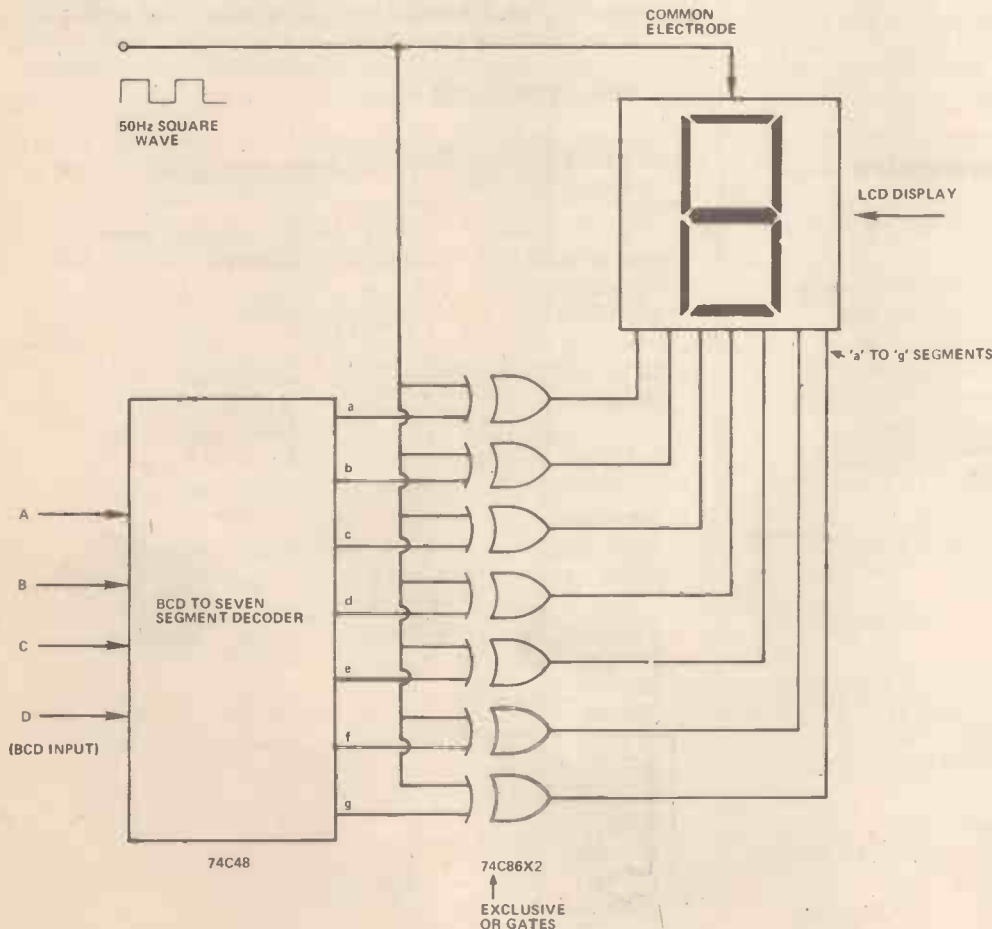 COMMON
ELECTRODE
50Hz SQUARE
WAVE
LCD DISPLAY
'a' TO 'g' SEGMENTS
a
b
A
c
B
BCD TO SEVEN
SEGMENT DECODER
d
C
e
D
(BCD INPUT)
f
g
74C48
74C86X2
EXCLUSIVE
OR GATES